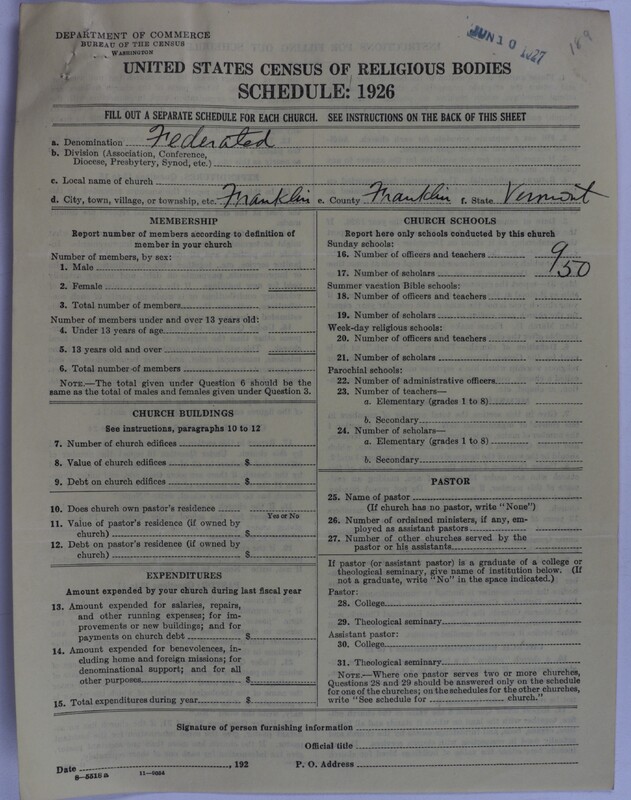 DEPARTMENT OF COMMERCE
BUREAU OF THE CENSUS
WASHINGTON
JUN 10 1927
189
UNITED STATES CENSUS OF RELIGIOUS BODIES
SCHEDULE: 1926
FILL OUT A SEPARATE SCHEDULE FOR EACH CHURCH. SEE INSTRUCTIONS ON THE BACK OF THIS SHEET
a. Denomination Federated
b. Division (Association, Conference,
Diocese, Presbytery, Synod, etc.)
c. Local name of church
d. City, town, village, or township, etc. Franklin e. County Franklin f. State Vermont
MEMBERSHIP
Report number of members according to definition of
member in your church
Number of members, by sex:
1. Male
2. Female
3. Total number of members
Number of members under and over 13 years old:
4. Under 13 years of age
5. 13 years old and over
6. Total number of members
NOTE.—The total given under Question 6 should be the
same as the total of males and females given under Question 3.
CHURCH BUILDINGS
See instructions, paragraphs 10 to 12
7. Number of church edifices
8. Value of church edifices $
9. Debt on church edifices $
10. Does church own pastor's residence
Yes or No
11. Value of pastor's residence (if owned by
church) $
12. Debt on pastor's residence (if owned by
church) $
EXPENDITURES
Amount expended by your church during last fiscal year
13. Amount expended for salaries, repairs,
and other running expenses; for im-
provements or new buildings; and for
payments on church debt $
14. Amount expended for benevolences, in-
cluding home and foreign missions; for
denominational support; and for all
other purposes $
15. Total expenditures during year $
CHURCH SCHOOLS
Report here only schools conducted by this church
Sunday schools:
16. Number of officers and teachers 9
17. Number of scholars 50
Summer vacation Bible schools:
18. Number of officers and teachers
19. Number of scholars
Week-day religious schools:
20. Number of officers and teachers
21. Number of scholars
Parochial schools:
22. Number of administrative officers
23. Number of teachers—
a. Elementary (grades 1 to 8)
b. Secondary
24. Number of scholars—
a. Elementary (grades 1 to 8)
b. Secondary
PASTOR
25. Name of pastor
(If church has no pastor, write "None")
26. Number of ordained ministers, if any, em-
ployed as assistant pastors
27. Number of other churches served by the
pastor or his assistants
If pastor (or assistant pastor) is a graduate of a college or
theological seminary, give name of institution below. (If
not a graduate, write "No" in the space indicated.)
Pastor:
28. College
29. Theological seminary
Assistant pastor:
30. College
31. Theological seminary
NOTE.—Where one pastor serves two or more churches,
Questions 28 and 29 should be answered only on the schedule
for one of the churches; on the schedules for the other churches,
write "See schedule for church."
Signature of person furnishing information
Official title
Date , 192 P. O. Address
8—5518 a 11—9084